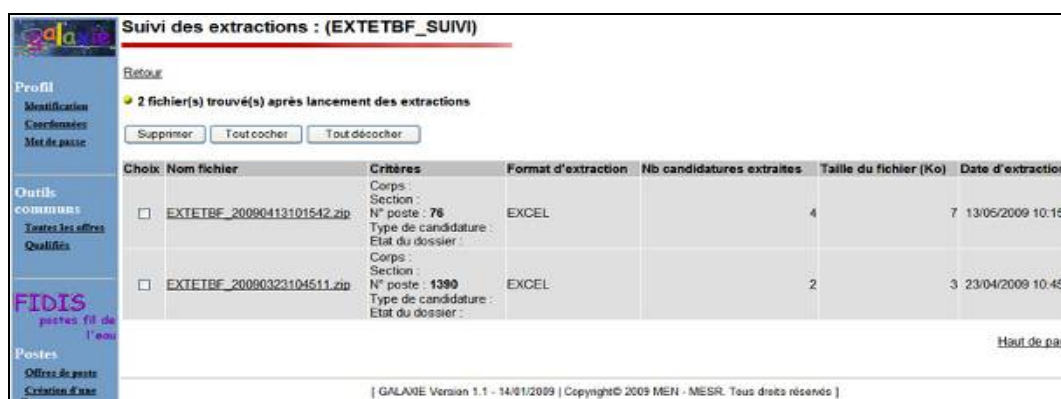 galaxie
Suivi des extractions : (EXTETBF_SUIVI)
Retour
2 fichier(s) trouvé(s) après lancement des extractions
Supprimer Tout cocher Tout décocher
Profil
Identification
Coordonnées
Mot de passe
Outils
communs
Toutes les offres
Qualifiés
FIDIS
postes fil de
l'eau
Postes
Offres de poste
Création d'une
Choix Nom fichier Critères Format d'extraction Nb candidatures extraites Taille du fichier (Ko) Date d'extraction
Corps :
Section :
EXTETBF_20090413101542.zip N° poste : 76 EXCEL 4 7 13/05/2009 10:15
Type de candidature :
Etat du dossier :
Corps :
Section :
EXTETBF_20090323104511.zip N° poste : 1390 EXCEL 2 3 23/04/2009 10:45
Type de candidature :
Etat du dossier :
Haut de pa
[ GALAXIE Version 1.1 - 14/01/2009 | Copyright© 2009 MEN - MESR. Tous droits réservés ]